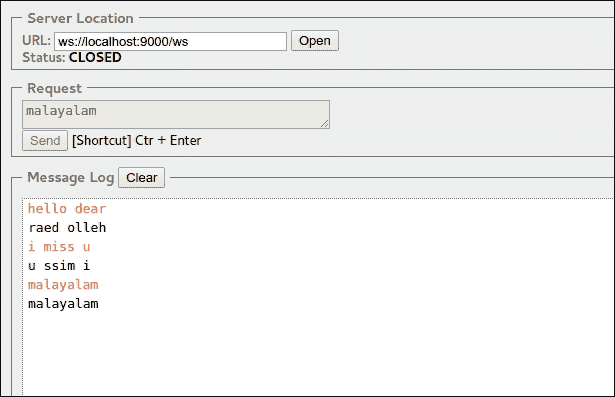 Server Location
URL: ws://localhost:9000/ws Open
Status: CLOSED
Request
malayalam
Send [Shortcut] Ctr + Enter
Message Log Clear
hello dear
raed olleh
i miss u
u ssim i
malayalam
malayalam